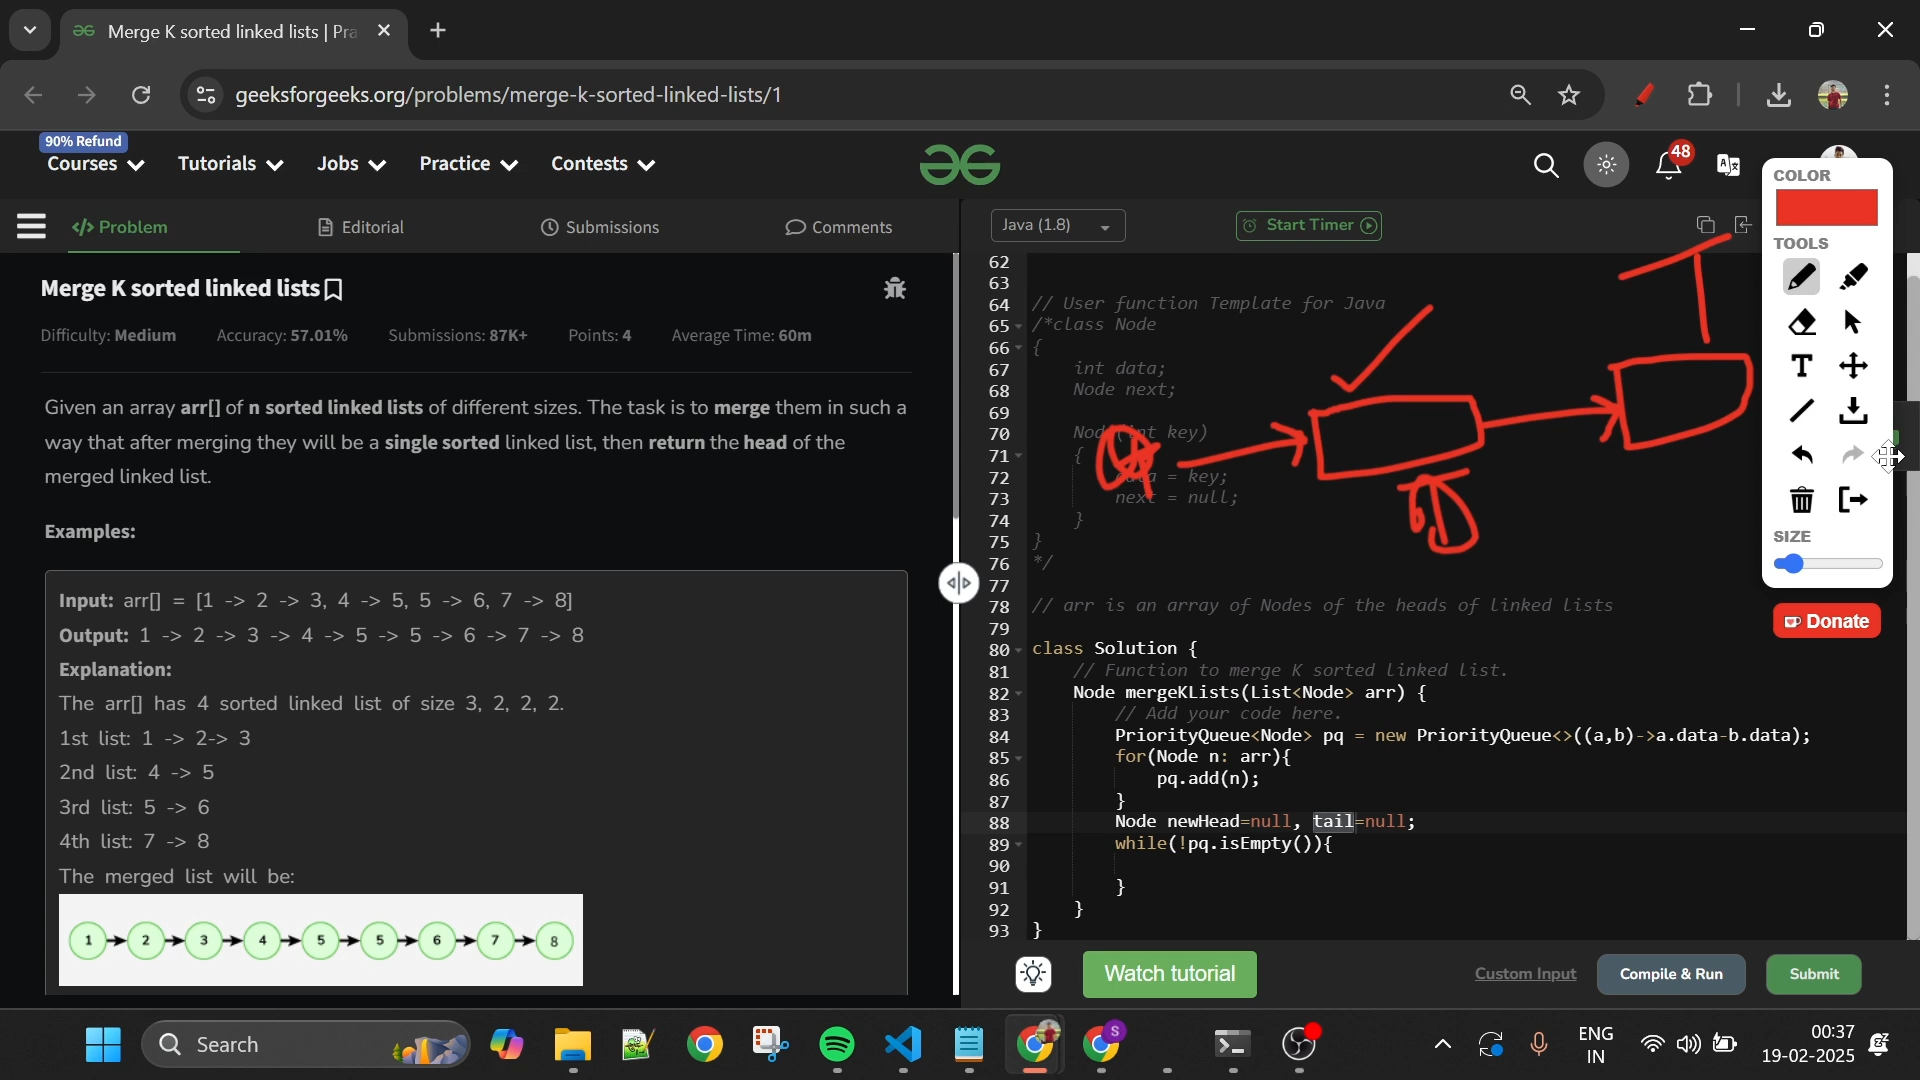 Merge K sorted linked lists | Pra
geeksforgeeks.org/problems/merge-k-sorted-linked-lists/1
90% Refund
Courses Tutorials Jobs Practice Contests
48
Problem Editorial Submissions Comments
Merge K sorted linked lists
Difficulty: Medium Accuracy: 57.01% Submissions: 87K+ Points: 4 Average Time: 60m
Given an array arr[] of n sorted linked lists of different sizes. The task is to merge them in such a
way that after merging they will be a single sorted linked list, then return the head of the
merged linked list.
Examples:
Input: arr[] = [1 -> 2 -> 3, 4 -> 5, 5 -> 6, 7 -> 8]
Output: 1 -> 2 -> 3 -> 4 -> 5 -> 5 -> 6 -> 7 -> 8
Explanation:
The arr[] has 4 sorted linked list of size 3, 2, 2, 2.
1st list: 1 -> 2-> 3
2nd list: 4 -> 5
3rd list: 5 -> 6
4th list: 7 -> 8
The merged list will be:
1 2 3 4 5 5 6 7 8
Java (1.8) Start Timer
62
63
64 // User function Template for Java
65 /*class Node
66 {
67 int data;
68 Node next;
69
70 Node(int key)
71 {
72 data = key;
73 next = null;
74 }
75 }
76 */
77
78 // arr is an array of Nodes of the heads of linked lists
79
80 class Solution {
81 // Function to merge K sorted linked list.
82 Node mergeKLists(List<Node> arr) {
83 // Add your code here.
84 PriorityQueue<Node> pq = new PriorityQueue<>((a,b)->a.data-b.data);
85 for(Node n: arr){
86 pq.add(n);
87 }
88 Node newHead=null, tail=null;
89 while(!pq.isEmpty()){
90
91 }
92 }
93 }
T
COLOR
TOOLS
T
SIZE
Donate
Watch tutorial Custom Input Compile & Run Submit
Search
S
ENG
IN
00:37
19-02-2025